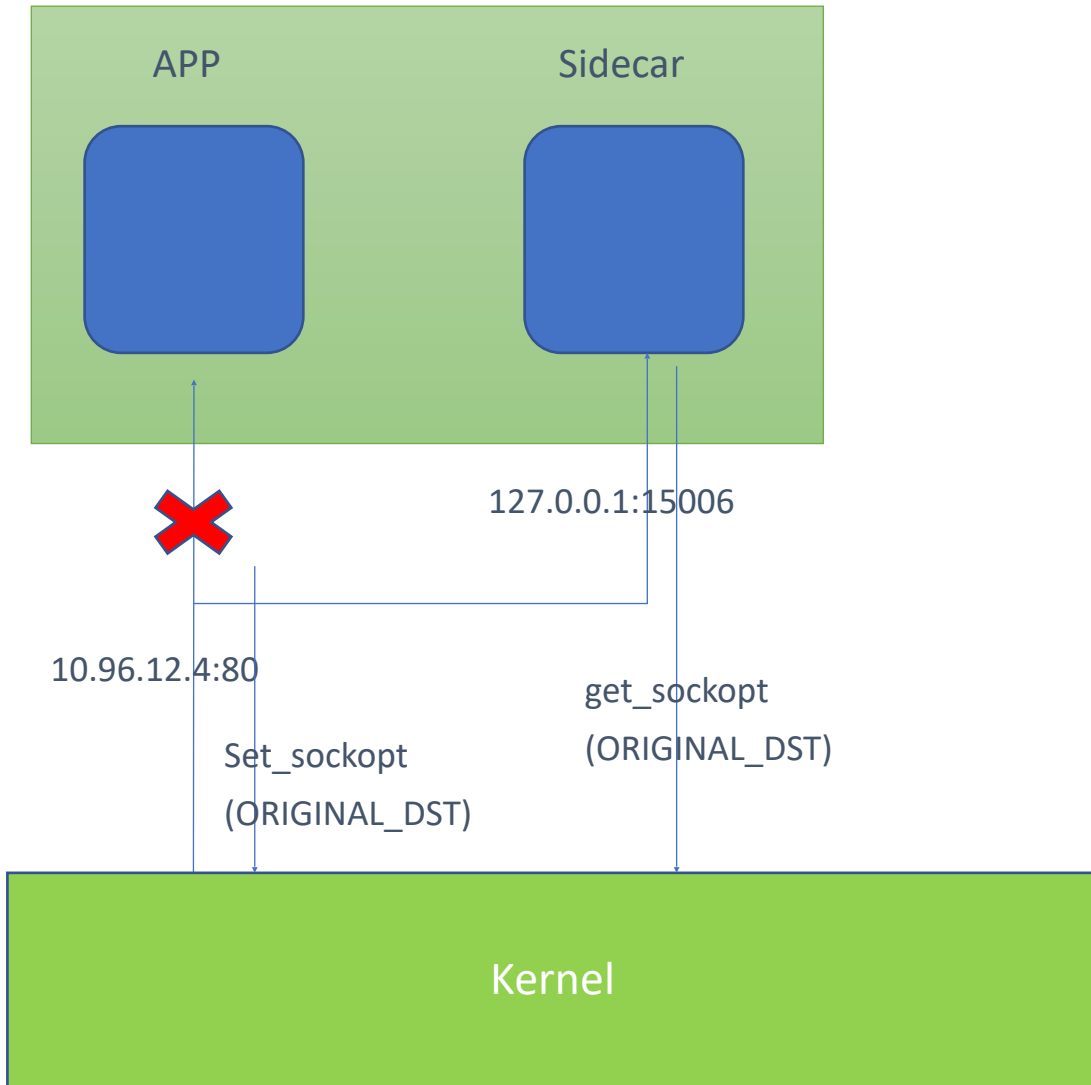 APP
Sidecar
127.0.0.1:15006
10.96.12.4:80
get_sockopt
(ORIGINAL_DST)
Set_sockopt
(ORIGINAL_DST)
Kernel